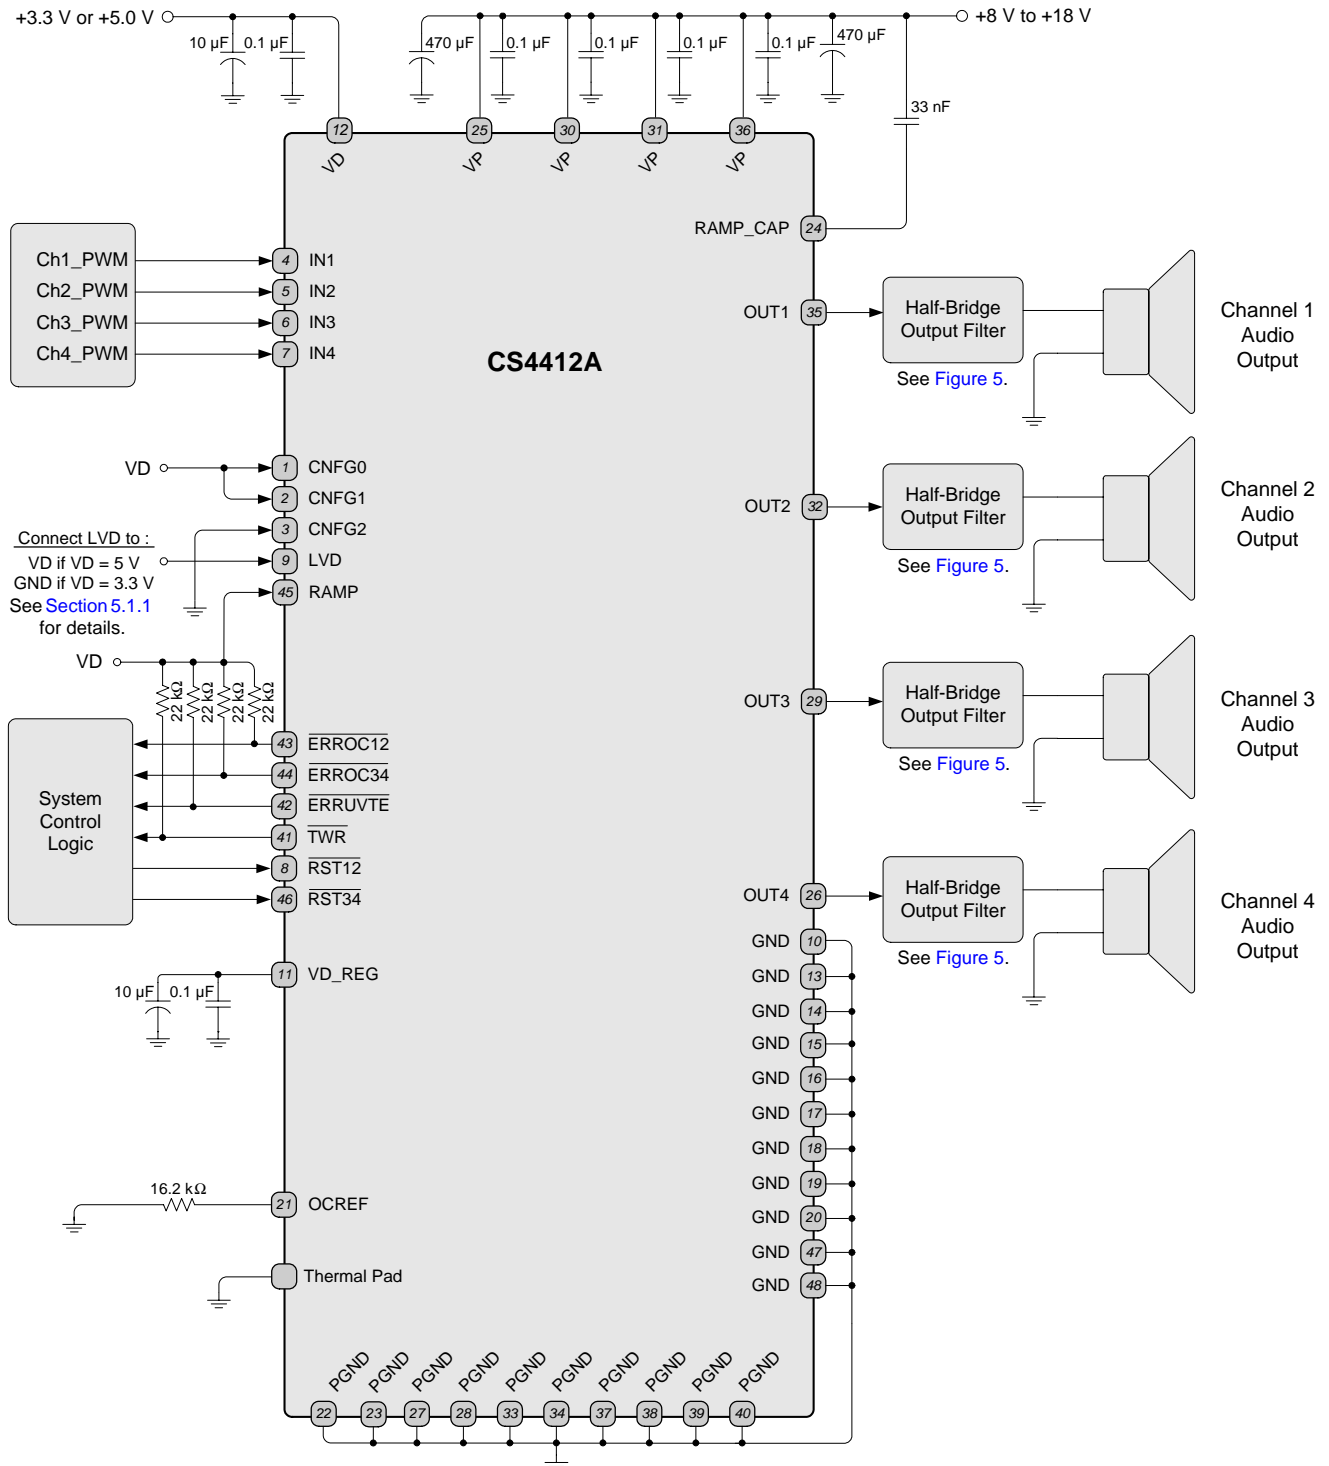 +3.3 V or +5.0 V
+8 V to +18 V
10 µF
0.1 µF
470 µF
0.1 µF
0.1 µF
0.1 µF
0.1 µF
470 µF
33 nF
12
25
30
31
36
VD
VP
VP
VP
VP
RAMP_CAP
24
Ch1_PWM
4
IN1
Ch2_PWM
5
IN2
Ch3_PWM
6
IN3
Ch4_PWM
7
IN4
CS4412A
OUT1
35
Half-Bridge
Output Filter
See Figure 5.
Channel 1
Audio
Output
VD
1
CNFG0
2
CNFG1
3
CNFG2
Connect LVD to :
VD if VD = 5 V
GND if VD = 3.3 V
See Section 5.1.1
for details.
9
LVD
45
RAMP
OUT2
32
Half-Bridge
Output Filter
See Figure 5.
Channel 2
Audio
Output
VD
22 kΩ
22 kΩ
22 kΩ
22 kΩ
OUT3
29
Half-Bridge
Output Filter
See Figure 5.
Channel 3
Audio
Output
System
Control
Logic
43
ERROC12
44
ERROC34
42
ERRUVTE
41
TWR
8
RST12
46
RST34
OUT4
26
Half-Bridge
Output Filter
See Figure 5.
Channel 4
Audio
Output
11
VD_REG
10 µF
0.1 µF
GND
10
GND
13
GND
14
GND
15
GND
16
GND
17
GND
18
GND
19
GND
20
GND
47
GND
48
16.2 kΩ
21
OCREF
Thermal Pad
PGND
PGND
PGND
PGND
PGND
PGND
PGND
PGND
PGND
PGND
22
23
27
28
33
34
37
38
39
40